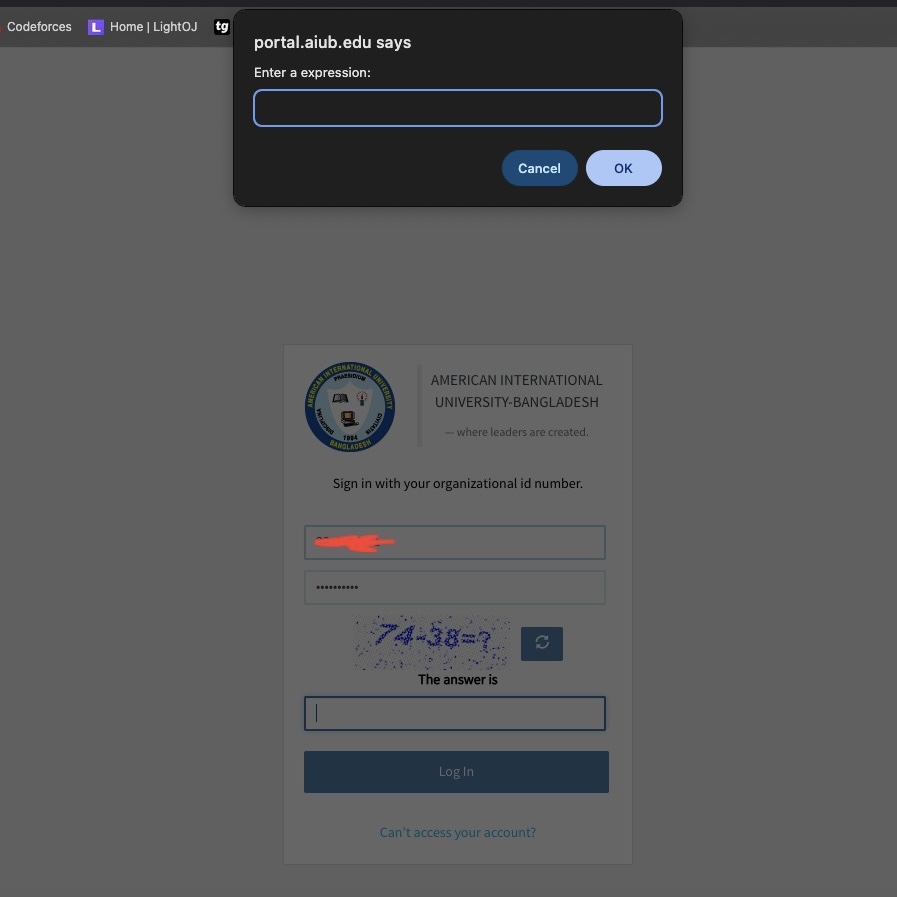 Codeforces
L Home | LightOJ
tg
portal.aiub.edu says
Enter a expression:
Cancel
OK
AMERICAN INTERNATIONAL UNIVERSITY
PRAESIDIUM
1994
BANGLADESH
AMERICAN INTERNATIONAL
UNIVERSITY-BANGLADESH
— where leaders are created.
Sign in with your organizational id number.
••••••••••
74-38=?
The answer is
Log In
Can't access your account?